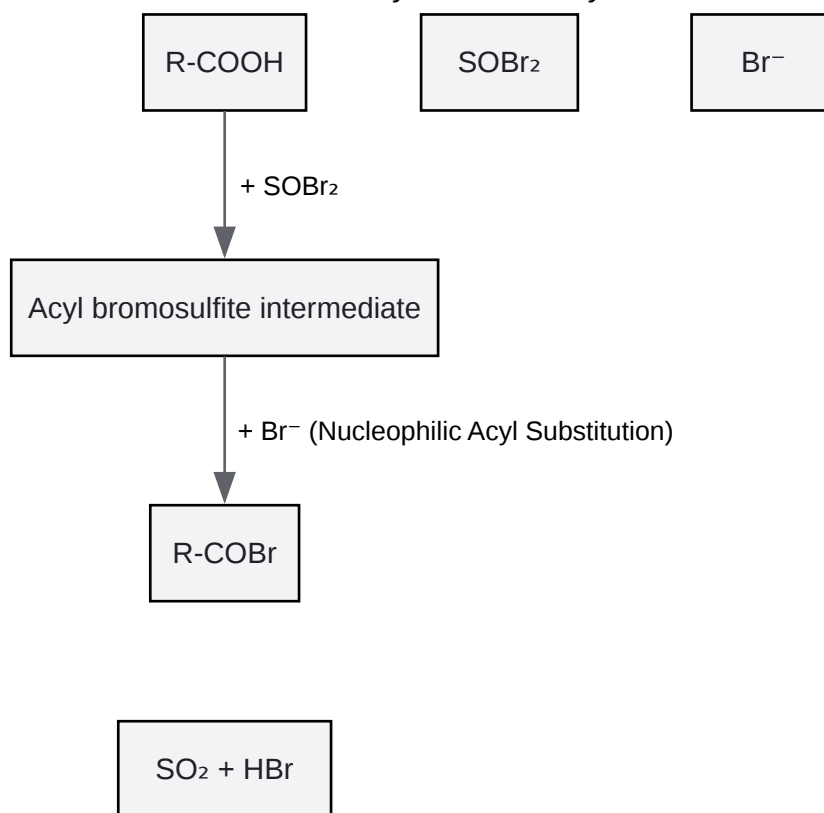 R-COOH
SOBr₂
Br⁻
+ SOBr₂
Acyl bromosulfite intermediate
+ Br⁻ (Nucleophilic Acyl Substitution)
R-COBr
SO₂ + HBr